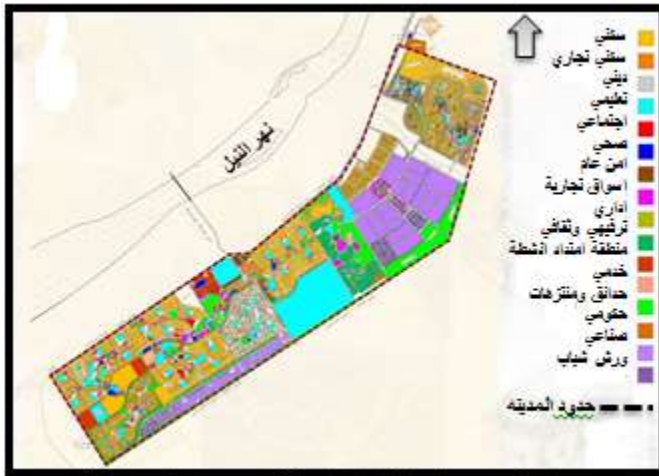 سكني
سكني تجاري
ديني
تعليمي
اجتماعي
صحي
امن عام
اسواق تجارية
اداري
ترفيهي وثقافي
منطقة امتداد انشطة
خدمي
حدائق ومنتزهات
حكومي
صناعي
ورش شباب
حدود المدينه
نهر النيل